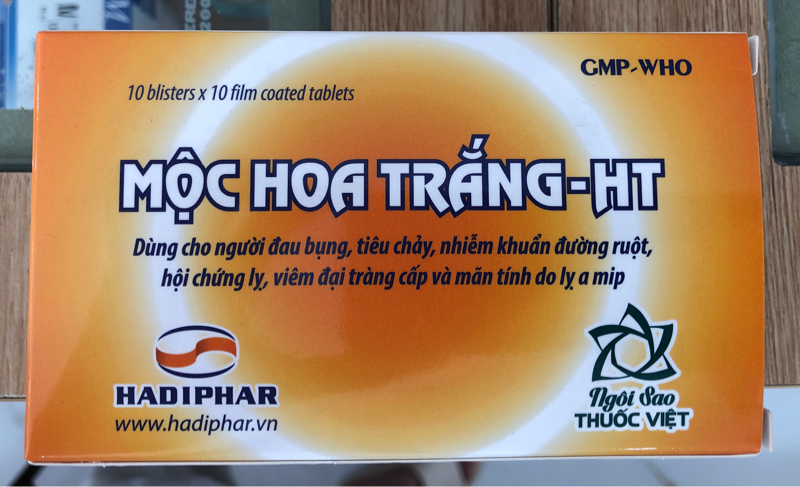 GMP-WHO
10 blisters x 10 film coated tablets
MỘC HOA TRẮNG-HT
Dùng cho người đau bụng, tiêu chảy, nhiễm khuẩn đường ruột,
hội chứng lỵ, viêm đại tràng cấp và mãn tính do lỵ a mip
HADIPHAR
www.hadiphar.vn
Ngôi Sao
THUỐC VIỆT